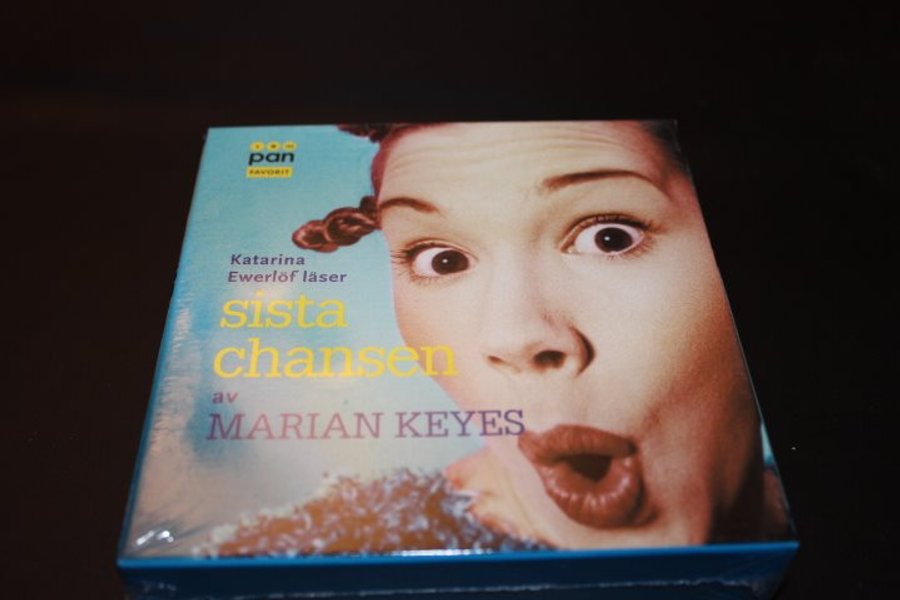 pan
FAVORIT
Katarina
Ewerlöf läser
sista
chansen
av
MARIAN KEYES